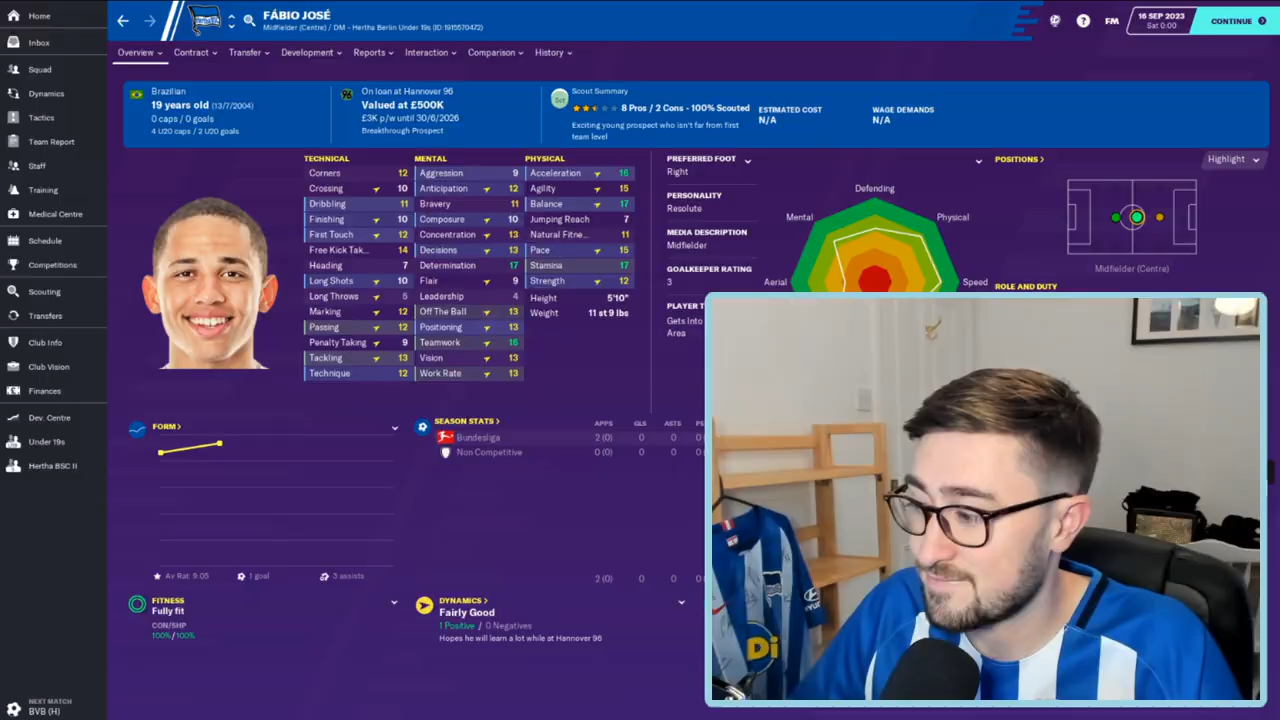 Home
Inbox
Squad
Dynamics
Tactics
Team Report
Staff
Training
Medical Centre
Schedule
Competitions
Scouting
Transfers
Club Info
Club Vision
Finances
Dev. Centre
Under 19s
Hertha BSC II
NEXT MATCH
BVB (H)
FÁBIO JOSÉ
Midfielder (Centre) / DM - Hertha Berlin Under 19s (ID:1915570472)
FM
16 SEP 2023
Sat 0:00
CONTINUE
Overview
Contract
Transfer
Development
Reports
Interaction
Comparison
History
Brazilian
19 years old (13/7/2004)
0 caps / 0 goals
4 U20 caps / 2 U20 goals
On loan at Hannover 96
Valued at £500K
£3K p/w until 30/6/2026
Breakthrough Prospect
Scout Summary
8 Pros / 2 Cons - 100% Scouted
Exciting young prospect who isn't far from first
team level
ESTIMATED COST
N/A
WAGE DEMANDS
N/A
TECHNICAL
Corners 12
Crossing 10
Dribbling 11
Finishing 10
First Touch 12
Free Kick Tak... 14
Heading 7
Long Shots 10
Long Throws 5
Marking 12
Passing 12
Penalty Taking 9
Tackling 13
Technique 12
MENTAL
Aggression 9
Anticipation 12
Bravery 11
Composure 10
Concentration 13
Decisions 13
Determination 17
Flair 9
Leadership 4
Off The Ball 13
Positioning 13
Teamwork 16
Vision 13
Work Rate 13
PHYSICAL
Acceleration 16
Agility 15
Balance 17
Jumping Reach 7
Natural Fitne... 11
Pace 15
Stamina 17
Strength 12
Height 5'10"
Weight 11 st 9 lbs
PREFERRED FOOT
Right
PERSONALITY
Resolute
MEDIA DESCRIPTION
Midfielder
GOALKEEPER RATING
3
PLAYER T
Gets Into
Area
Defending
Mental
Physical
Aerial
Speed
POSITIONS
Highlight
Midfielder (Centre)
ROLE AND DUTY
FORM
Av Rat: 9.05
1 goal
3 assists
SEASON STATS
APPS GLS ASTS
Bundesliga 2 (0) 0 0
Non Competitive 0 (0) 0 0
2 (0) 0 0
FITNESS
Fully fit
CON/SHP
100%/100%
DYNAMICS
Fairly Good
1 Positive / 0 Negatives
Hopes he will learn a lot while at Hannover 96
Di